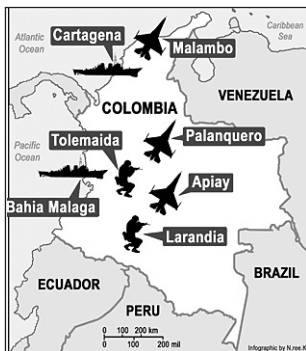 Atlantic
Ocean
Caribbean
Sea
Cartagena
Malambo
COLOMBIA
VENEZUELA
Tolemaida
Palanquero
Pacific
Ocean
Apiay
Bahia Malaga
Larandia
ECUADOR
BRAZIL
PERU
0 100 200 km
0 200 mil
Infographic by N.ree.K